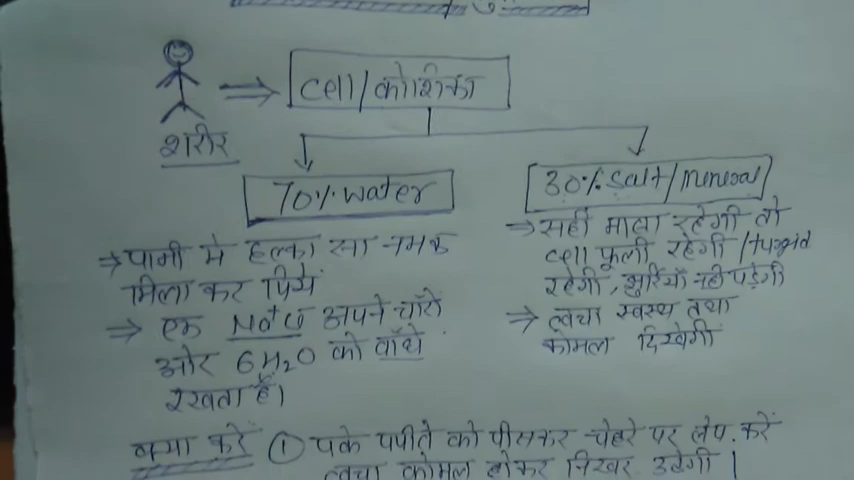 cell/कोशिका
शरीर
70% water
30% salt/mineral
⇒ पानी मे हल्का सा नमक
मिला कर पियें
⇒ एक Na+ अपने चारों
ओर 6H2O को बाँधे
रखता है।
⇒ सही मात्रा रहेगी तो
cell फूली रहेगी / turgid
रहेगी, झुर्रियाँ नही पड़ेगी
⇒ त्वचा स्वस्थ तथा
कोमल दिखेगी
क्या करें ① पके पपीते को पीसकर चेहरे पर लेप करें
त्वचा कोमल होकर निखर उठेगी |